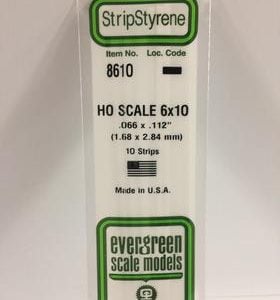 StripStyrene
Item No. Loc. Code
8610
HO SCALE 6x10
.066 x .112"
(1.68 x 2.84 mm)
10 Strips
Made in U.S.A.
evergreen
scale models